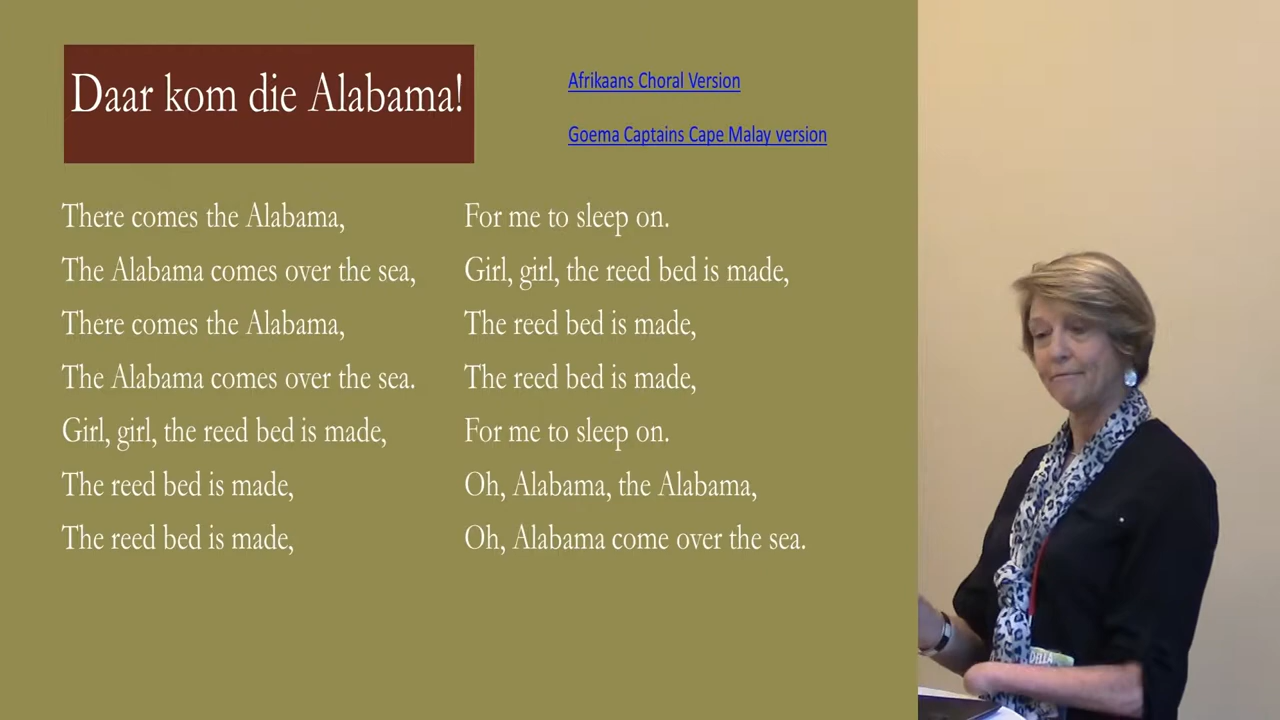 Daar kom die Alabama!
Afrikaans Choral Version
Goema Captains Cape Malay version
There comes the Alabama,
The Alabama comes over the sea,
There comes the Alabama,
The Alabama comes over the sea.
Girl, girl, the reed bed is made,
The reed bed is made,
The reed bed is made,
For me to sleep on.
Girl, girl, the reed bed is made,
The reed bed is made,
The reed bed is made,
For me to sleep on.
Oh, Alabama, the Alabama,
Oh, Alabama come over the sea.
DELLA